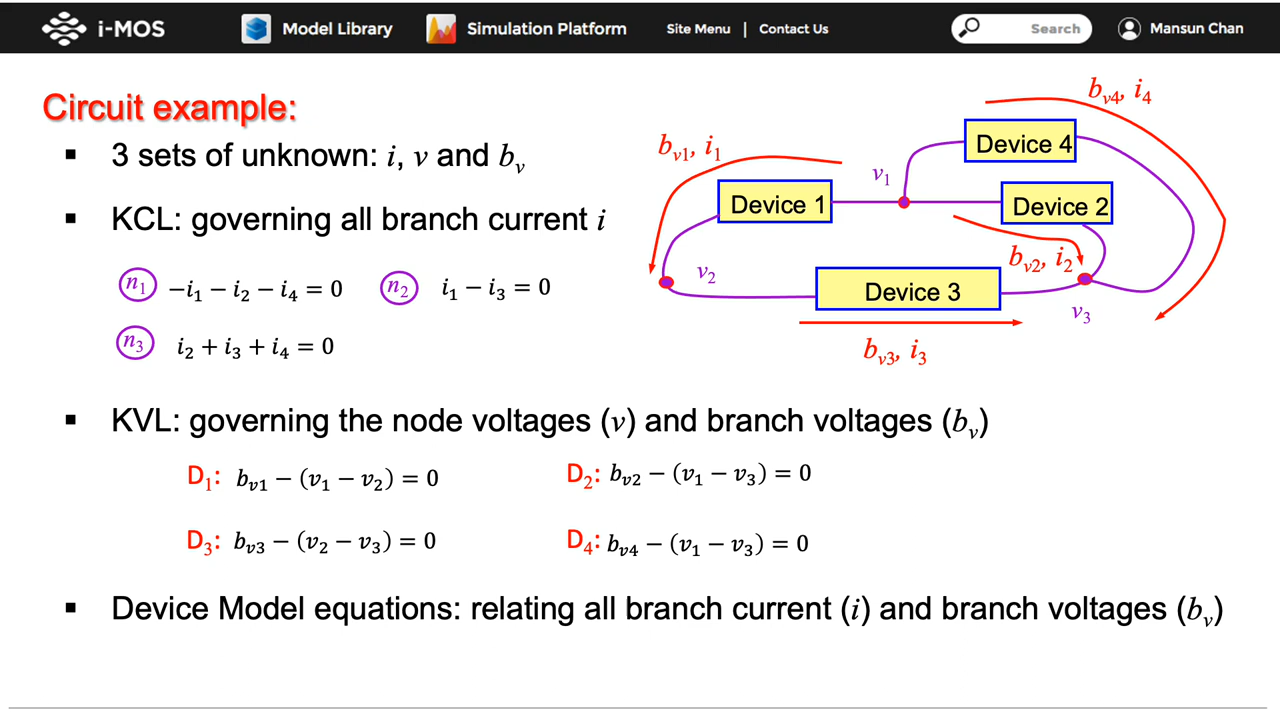 i-MOS Model Library Simulation Platform Site Menu | Contact Us Search Mansun Chan
Circuit example:
▪ 3 sets of unknown: i, v and bᵥ
▪ KCL: governing all branch current i
n₁ −i₁ − i₂ − i₄ = 0 n₂ i₁ − i₃ = 0
n₃ i₂ + i₃ + i₄ = 0
b_v4, i₄
Device 4
b_v1, i₁
v₁
Device 1
Device 2
b_v2, i₂
v₂
Device 3
v₃
b_v3, i₃
▪ KVL: governing the node voltages (v) and branch voltages (bᵥ)
D₁: b_v1 − (v₁ − v₂) = 0 D₂: b_v2 − (v₁ − v₃) = 0
D₃: b_v3 − (v₂ − v₃) = 0 D₄: b_v4 − (v₁ − v₃) = 0
▪ Device Model equations: relating all branch current (i) and branch voltages (bᵥ)